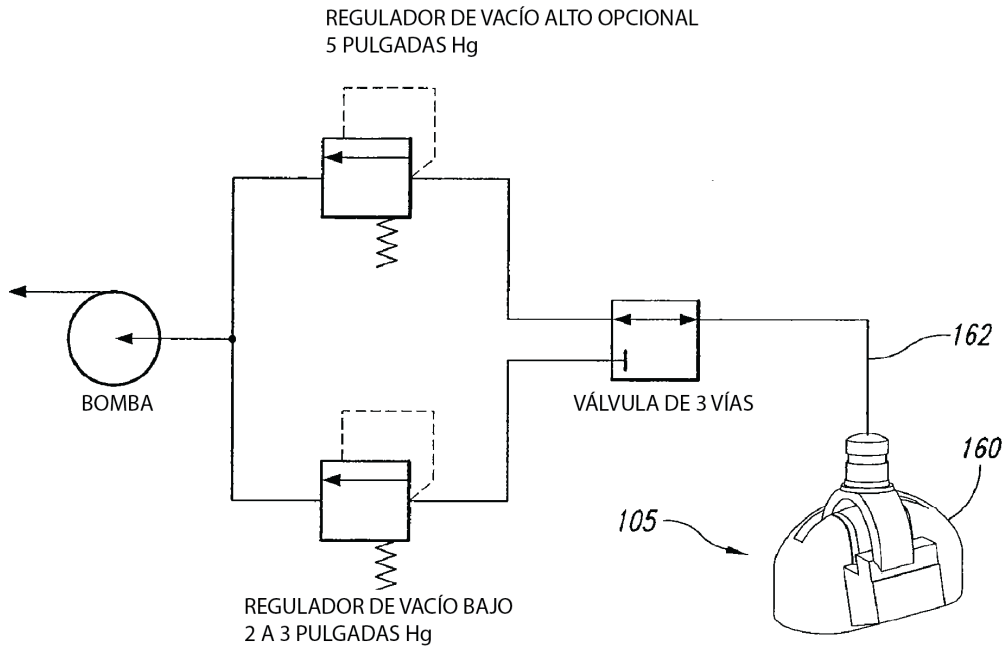 REGULADOR DE VACÍO ALTO OPCIONAL
5 PULGADAS Hg
BOMBA
VÁLVULA DE 3 VÍAS
162
160
105
REGULADOR DE VACÍO BAJO
2 A 3 PULGADAS Hg